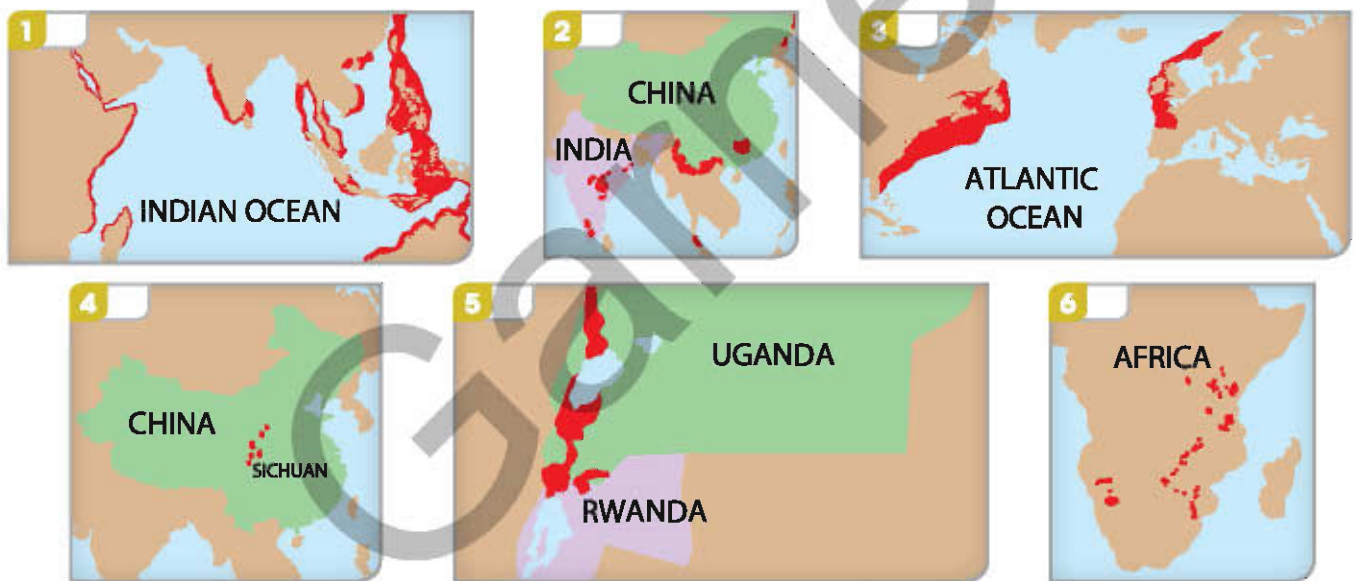 1
INDIAN OCEAN
2
CHINA
INDIA
3
ATLANTIC
OCEAN
4
CHINA
SICHUAN
5
UGANDA
RWANDA
6
AFRICA